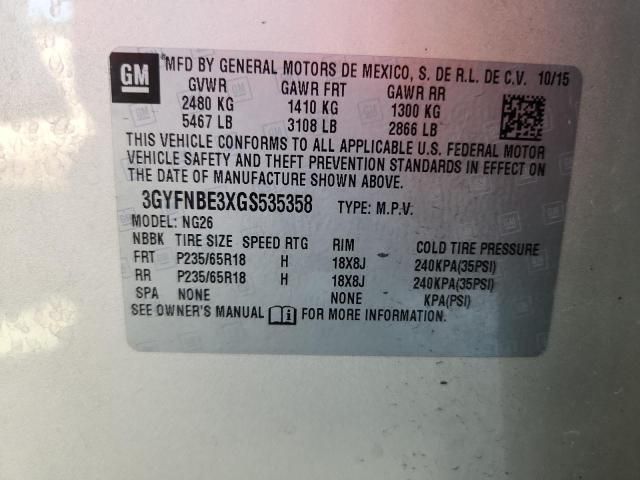 GM MFD BY GENERAL MOTORS DE MEXICO, S. DE R.L. DE C.V. 10/15
GVWR GAWR FRT GAWR RR
2480 KG 1410 KG 1300 KG
5467 LB 3108 LB 2866 LB
THIS VEHICLE CONFORMS TO ALL APPLICABLE U.S. FEDERAL MOTOR
VEHICLE SAFETY AND THEFT PREVENTION STANDARDS IN EFFECT ON
THE DATE OF MANUFACTURE SHOWN ABOVE.
3GYFNBE3XGS535358 TYPE: M.P.V.
MODEL: NG26
NBBK TIRE SIZE SPEED RTG RIM COLD TIRE PRESSURE
FRT P235/65R18 H 18X8J 240KPA(35PSI)
RR P235/65R18 H 18X8J 240KPA(35PSI)
SPA NONE NONE KPA(PSI)
SEE OWNER'S MANUAL FOR MORE INFORMATION.